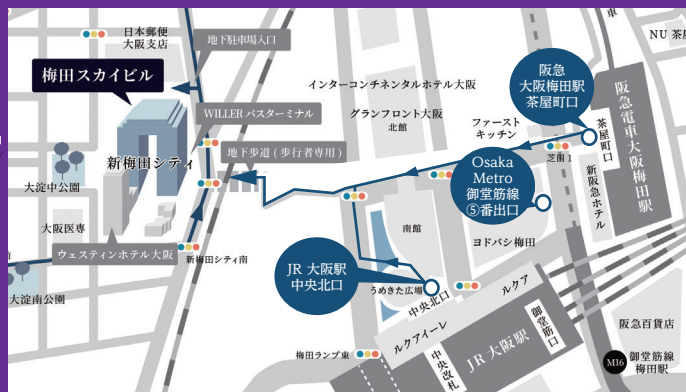 日本郵便
大阪支店
地下駐車場入口
梅田スカイビル
WILLER バスターミナル
新梅田シティ
地下歩道 ( 歩行者専用 )
大淀中公園
大阪医専
ウェスティンホテル大阪
新梅田シティ南
大淀南公園
インターコンチネンタルホテル大阪
グランフロント大阪
北館
ファースト
キッチン
阪急
大阪梅田駅
茶屋町口
NU 茶屋
茶屋町口
阪急電車大阪梅田駅
芝田 1
新阪急ホテル
Osaka
Metro
御堂筋線
⑤番出口
南館
ヨドバシ梅田
JR 大阪駅
中央北口
うめきた広場
中央北口
ルクア
ルクアイーレ
JR 大阪駅
御堂筋口
中央改札
梅田ランプ東
阪急百貨店
M16
御堂筋線
梅田駅